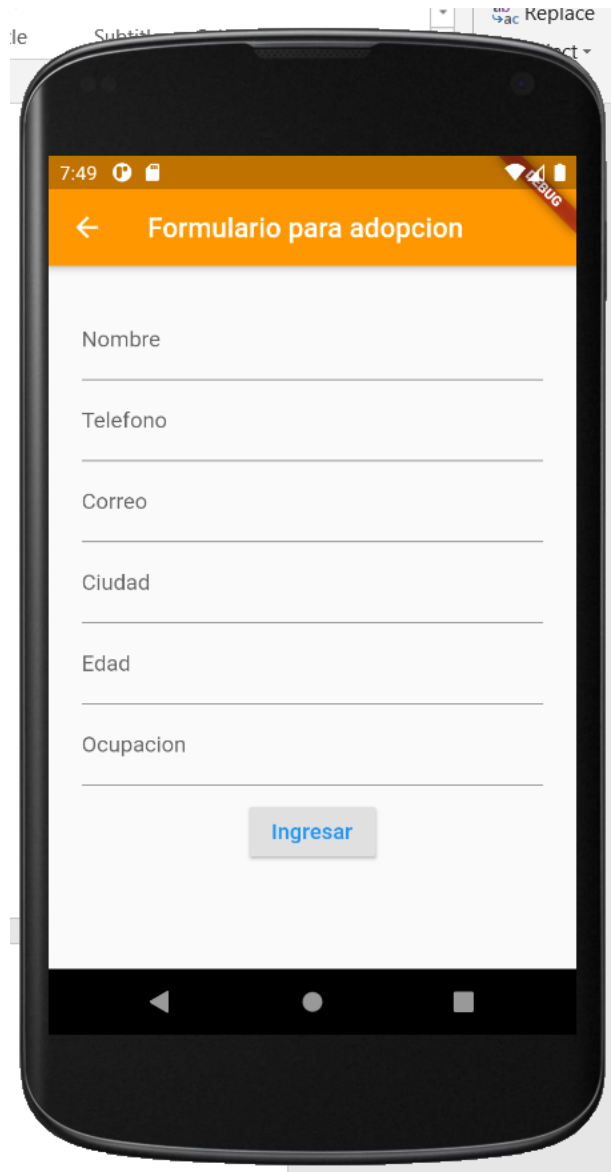 Replace
7:49
DEBUG
Formulario para adopcion
Nombre
Telefono
Correo
Ciudad
Edad
Ocupacion
Ingresar